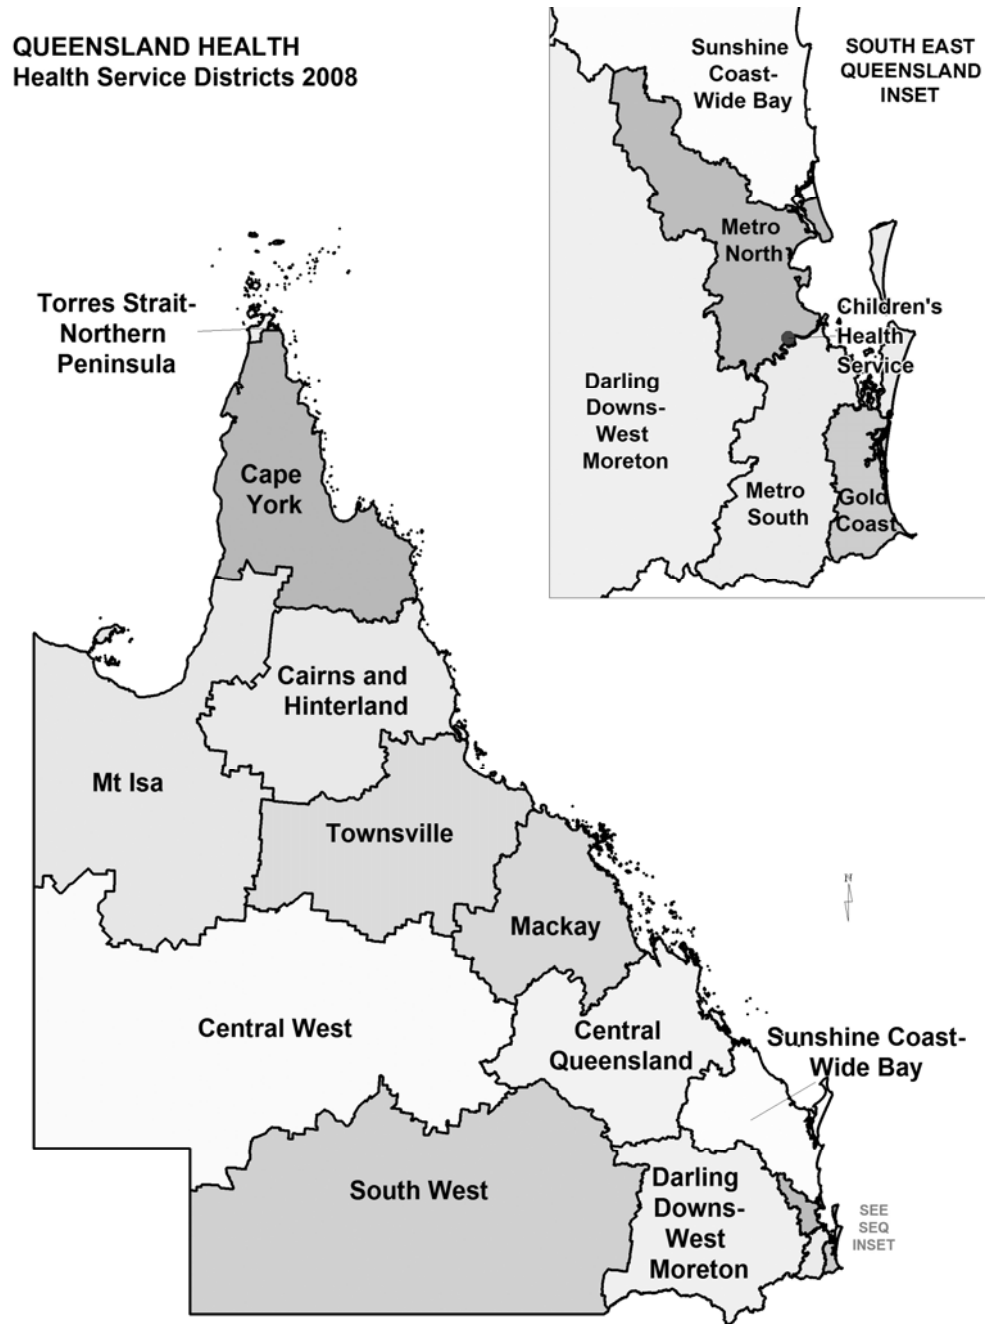 QUEENSLAND HEALTH
Health Service Districts 2008
SOUTH EAST
QUEENSLAND
INSET
Sunshine
Coast-
Wide Bay
Metro
North
Children's
Health
Service
Darling
Downs-
West
Moreton
Metro
South
Gold
Coast
Torres Strait-
Northern
Peninsula
Cape
York
Cairns and
Hinterland
Mt Isa
Townsville
N
Mackay
Central West
Central
Queensland
Sunshine Coast-
Wide Bay
South West
Darling
Downs-
West
Moreton
SEE
SEQ
INSET